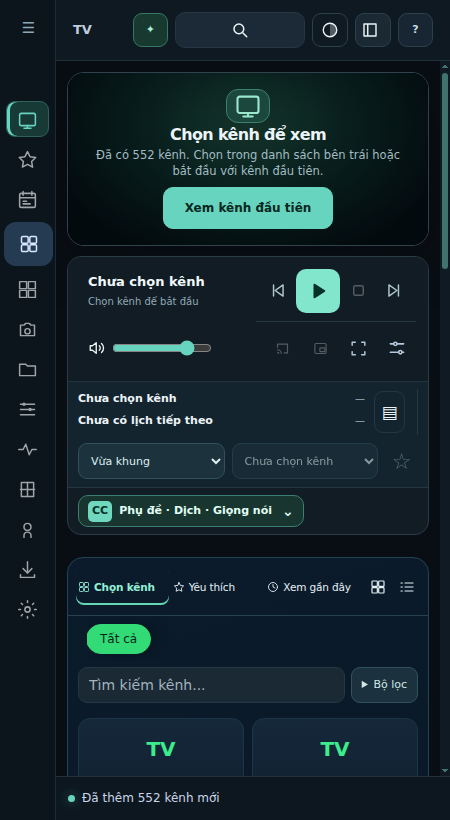 TV
?
Chọn kênh để xem
Đã có 552 kênh. Chọn trong danh sách bên trái hoặc
bắt đầu với kênh đầu tiên.
Xem kênh đầu tiên
Chưa chọn kênh
Chọn kênh để bắt đầu
Chưa chọn kênh —
Chưa có lịch tiếp theo —
Vừa khung Chưa chọn kênh
CC Phụ đề · Dịch · Giọng nói
Chọn kênh Yêu thích Xem gần đây
Tất cả
Tìm kiếm kênh... Bộ lọc
TV TV
Đã thêm 552 kênh mới